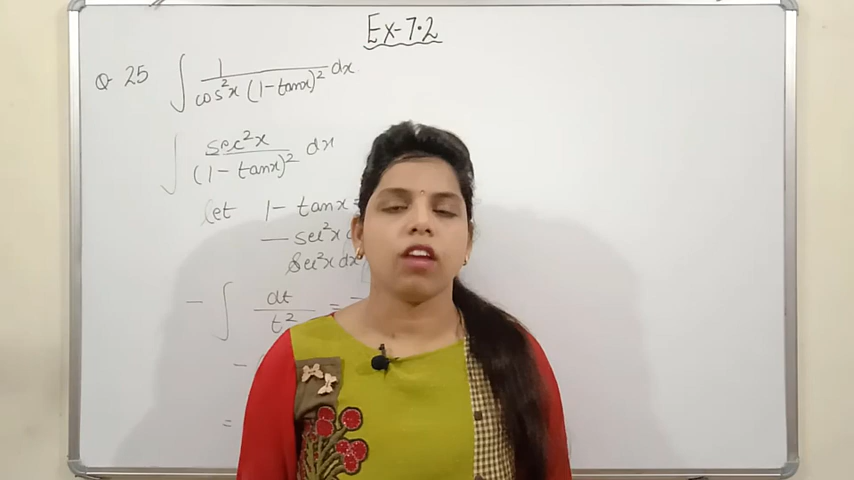 Ex-7.2
Q 25 ∫ 1/(cos²x (1-tanx)²) dx
∫ sec²x/(1-tanx)² dx
let 1-tanx =
-sec²x
sec²x dx
-∫ dt/t² = -
-
=